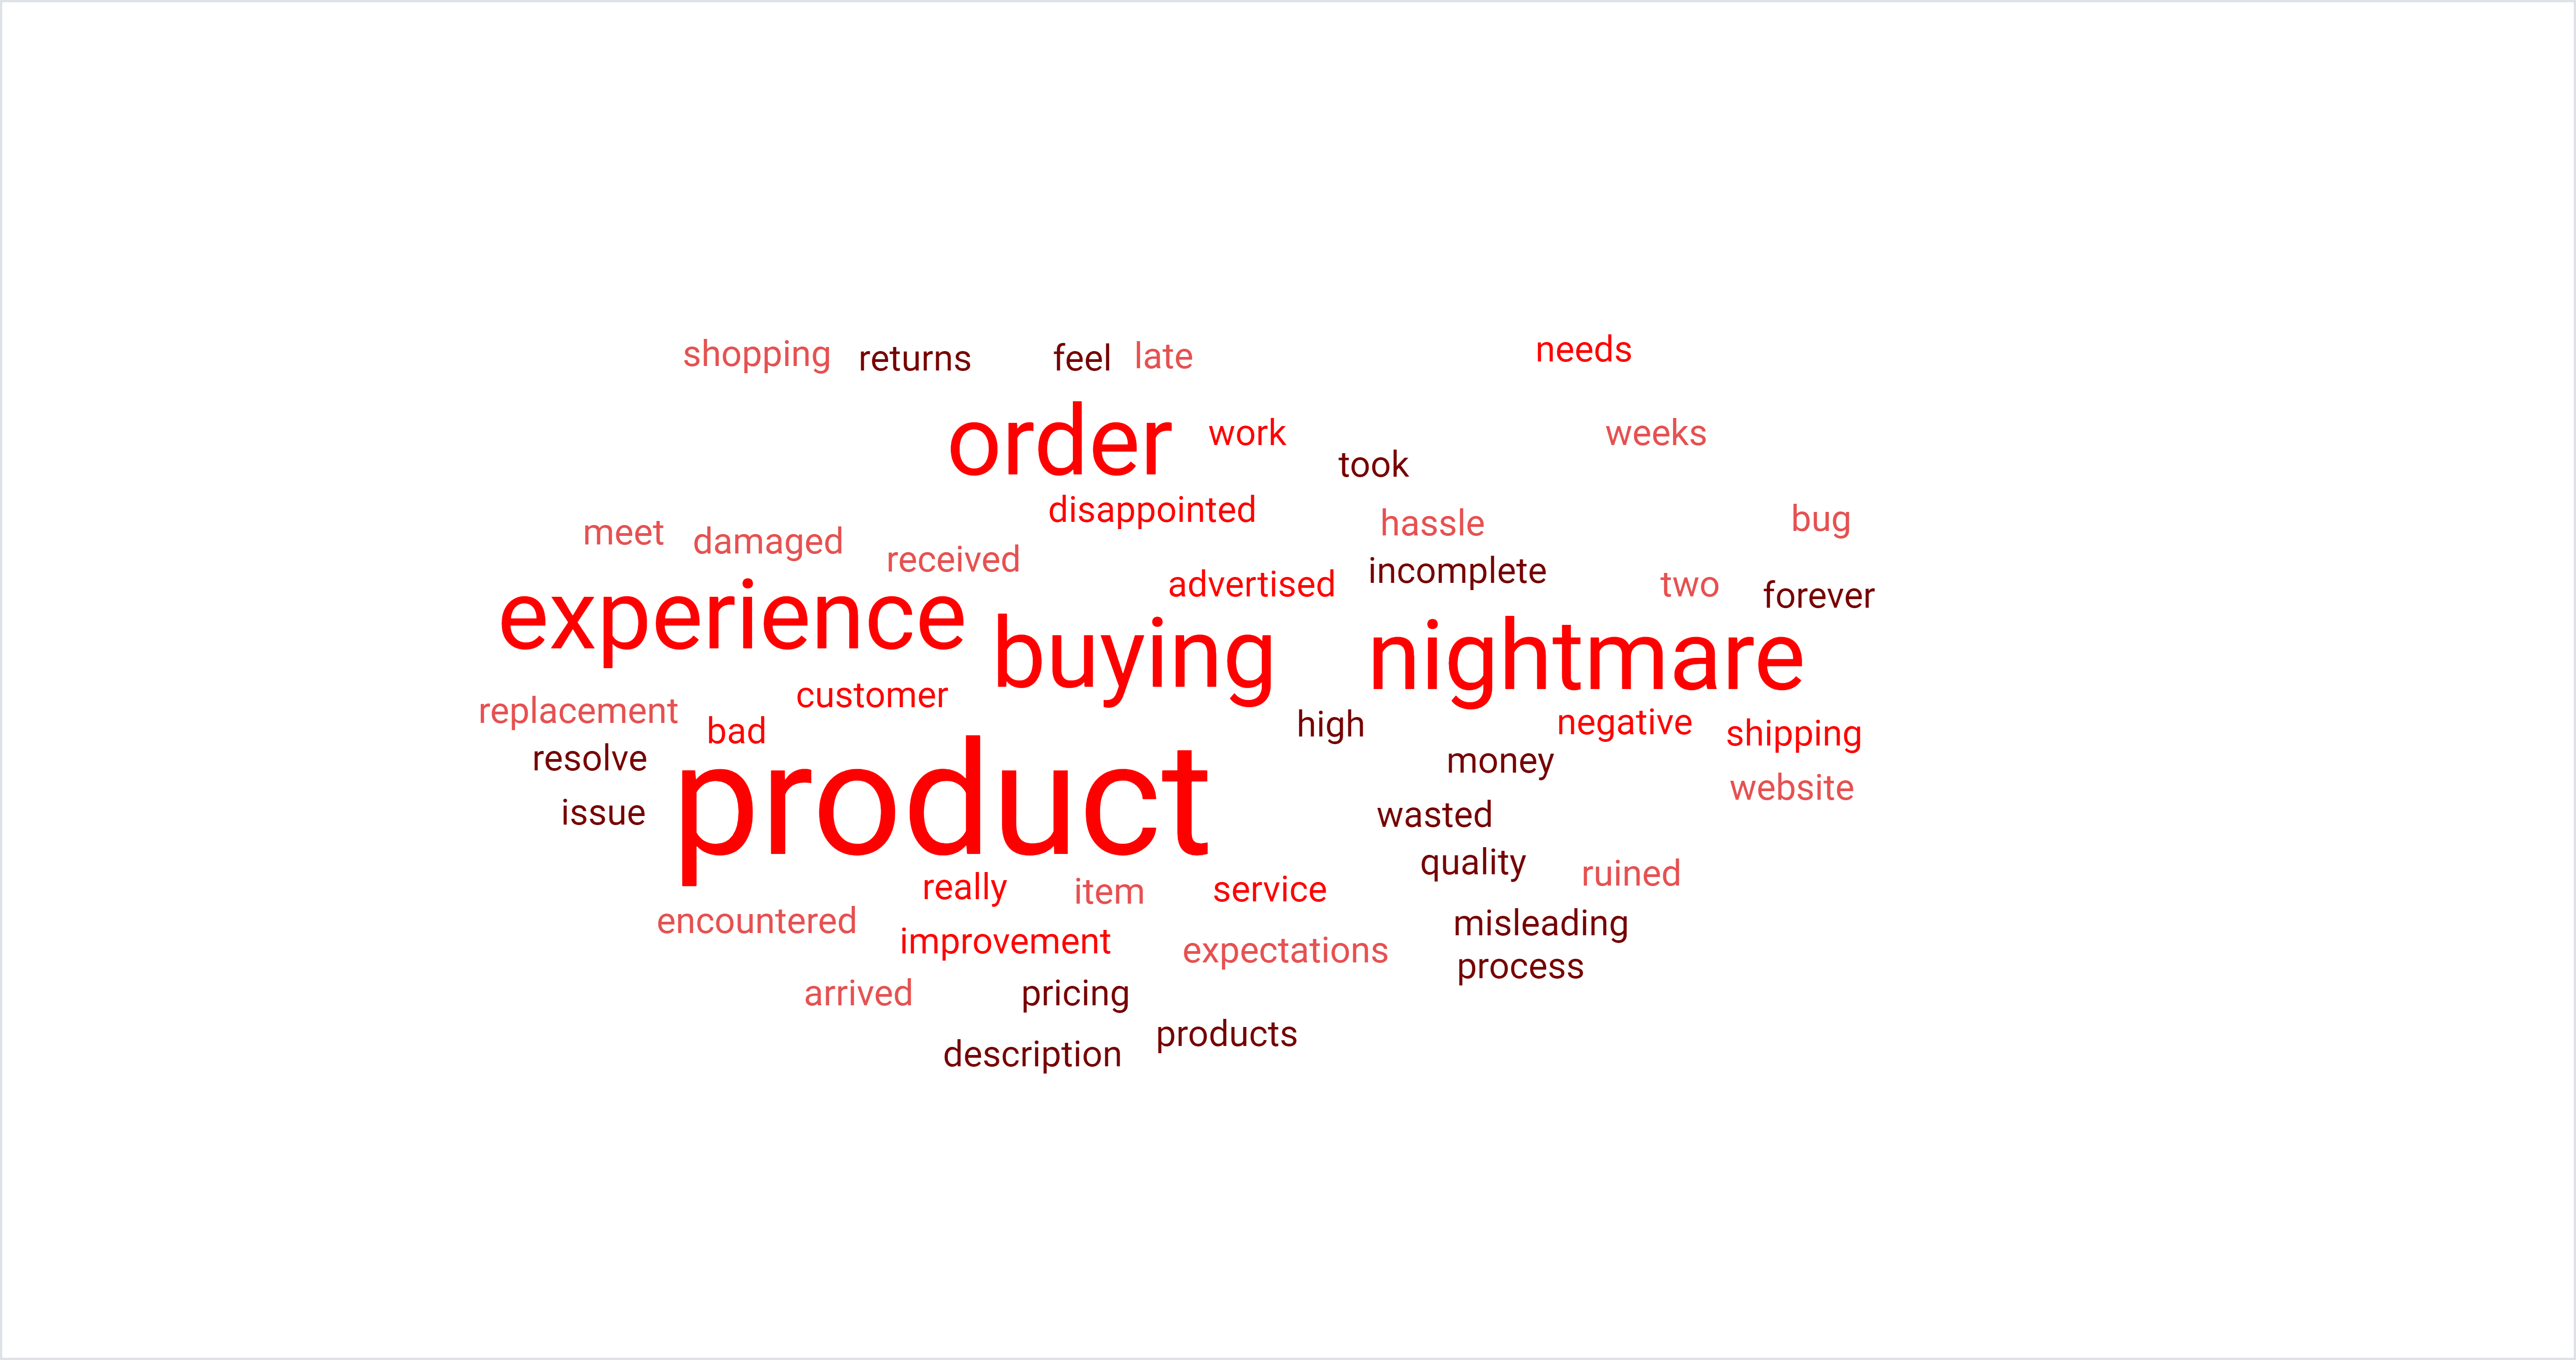 shopping returns feel late needs
order work took weeks
disappointed hassle bug
meet damaged received
advertised incomplete two forever
experience buying nightmare
replacement bad customer high negative shipping
resolve money website
issue product wasted
quality ruined
really item service
encountered improvement expectations misleading
process
arrived pricing
description products